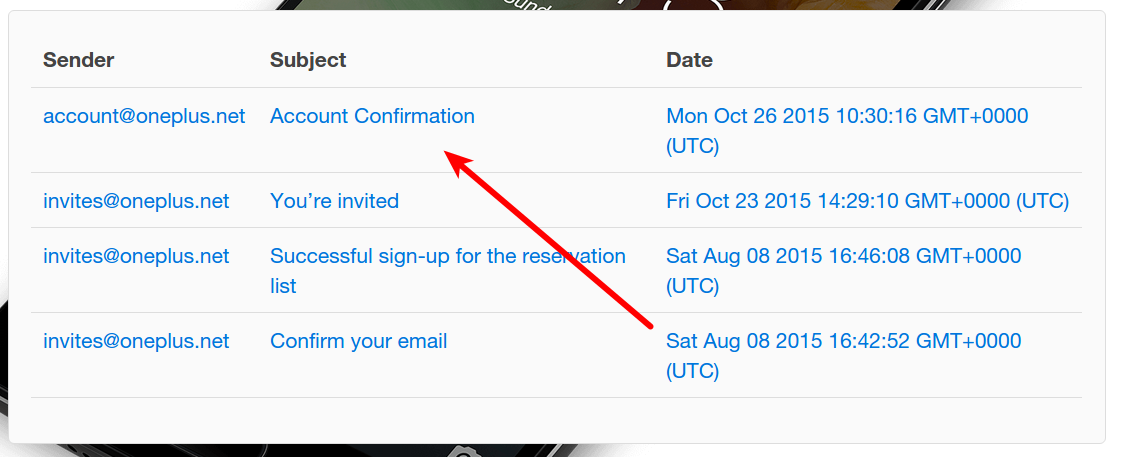 ound
Sender Subject Date
account@oneplus.net Account Confirmation Mon Oct 26 2015 10:30:16 GMT+0000
(UTC)
invites@oneplus.net You’re invited Fri Oct 23 2015 14:29:10 GMT+0000 (UTC)
invites@oneplus.net Successful sign-up for the reservation Sat Aug 08 2015 16:46:08 GMT+0000
list (UTC)
invites@oneplus.net Confirm your email Sat Aug 08 2015 16:42:52 GMT+0000
(UTC)